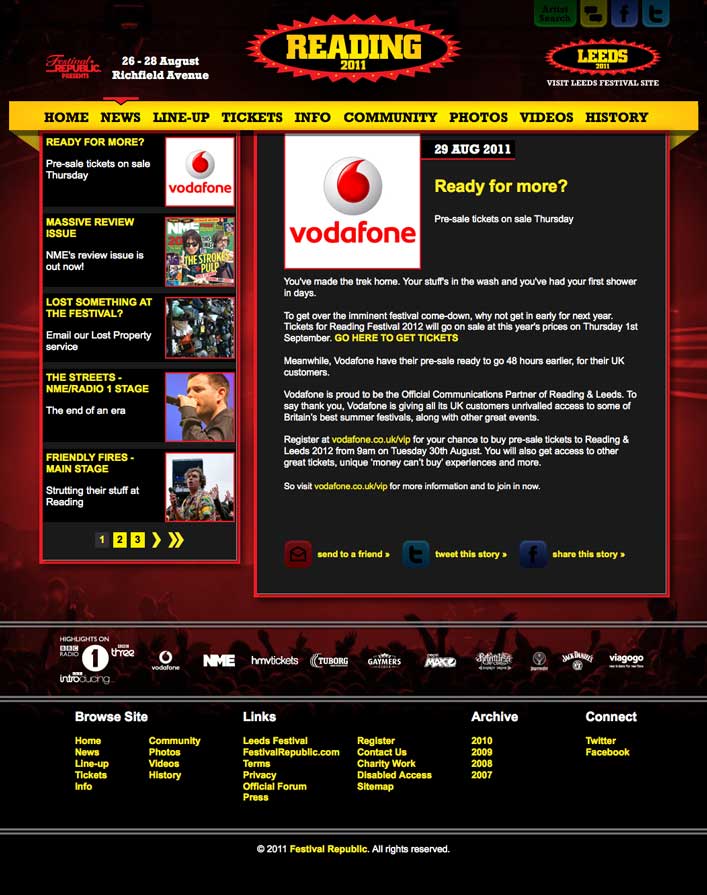 Artist
Search
Festival
REPUBLIC
PRESENTS
26 - 28 August
Richfield Avenue
READING
2011
LEEDS
2011
VISIT LEEDS FESTIVAL SITE
HOME NEWS LINE-UP TICKETS INFO COMMUNITY PHOTOS VIDEOS HISTORY
READY FOR MORE?
Pre-sale tickets on sale
Thursday
vodafone
MASSIVE REVIEW
ISSUE
NME's review issue is
out now!
NME
THE STROKES
PULP
LOST SOMETHING AT
THE FESTIVAL?
Email our Lost Property
service
THE STREETS -
NME/RADIO 1 STAGE
The end of an era
FRIENDLY FIRES -
MAIN STAGE
Strutting their stuff at
Reading
1 2 3
vodafone
29 AUG 2011
Ready for more?
Pre-sale tickets on sale Thursday
You've made the trek home. Your stuff's in the wash and you've had your first shower
in days.
To get over the imminent festival come-down, why not get in early for next year.
Tickets for Reading Festival 2012 will go on sale at this year's prices on Thursday 1st
September. GO HERE TO GET TICKETS
Meanwhile, Vodafone have their pre-sale ready to go 48 hours earlier, for their UK
customers.
Vodafone is proud to be the Official Communications Partner of Reading & Leeds. To
say thank you, Vodafone is giving all its UK customers unrivalled access to some of
Britain's best summer festivals, along with other great events.
Register at vodafone.co.uk/vip for your chance to buy pre-sale tickets to Reading &
Leeds 2012 from 9am on Tuesday 30th August. You will also get access to other
great tickets, unique 'money can't buy' experiences and more.
So visit vodafone.co.uk/vip for more information and to join in now.
send to a friend » tweet this story » share this story »
HIGHLIGHTS ON
BBC RADIO 1
BBC three
BBC introducing...
vodafone
NME
hmvtickets
TUBORG
GAYMERS
CIDER
Relentless
Jägermeister
JACK DANIEL'S
viagogo
Browse Site
Home Community
News Photos
Line-up Videos
Tickets History
Info
Links
Leeds Festival Register
FestivalRepublic.com Contact Us
Terms Charity Work
Privacy Disabled Access
Official Forum Sitemap
Press
Archive
2010
2009
2008
2007
Connect
Twitter
Facebook
© 2011 Festival Republic. All rights reserved.